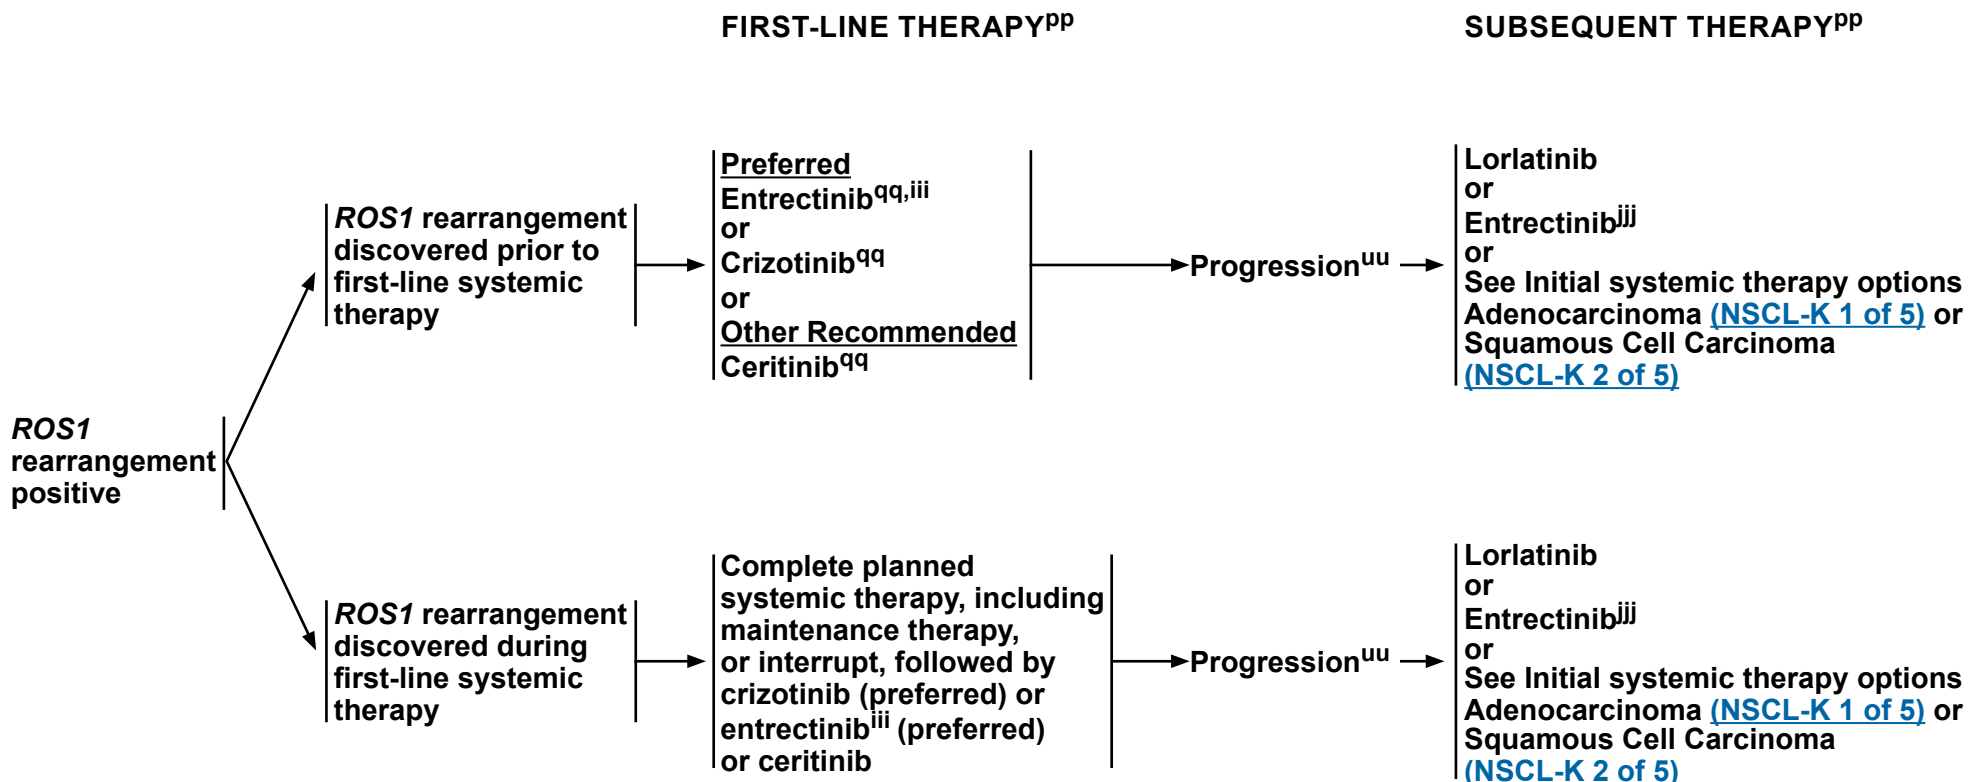 FIRST-LINE THERAPYpp
SUBSEQUENT THERAPYpp
ROS1
rearrangement
positive
ROS1 rearrangement
discovered prior to
first-line systemic
therapy
Preferred
Entrectinibqq,iii
or
Crizotinibqq
or
Other Recommended
Ceritinibqq
Progressionuu
Lorlatinib
or
Entrectinibjjj
or
See Initial systemic therapy options
Adenocarcinoma (NSCL-K 1 of 5) or
Squamous Cell Carcinoma
(NSCL-K 2 of 5)
ROS1 rearrangement
discovered during
first-line systemic
therapy
Complete planned
systemic therapy, including
maintenance therapy,
or interrupt, followed by
crizotinib (preferred) or
entrectinibiii (preferred)
or ceritinib
Progressionuu
Lorlatinib
or
Entrectinibjjj
or
See Initial systemic therapy options
Adenocarcinoma (NSCL-K 1 of 5) or
Squamous Cell Carcinoma
(NSCL-K 2 of 5)